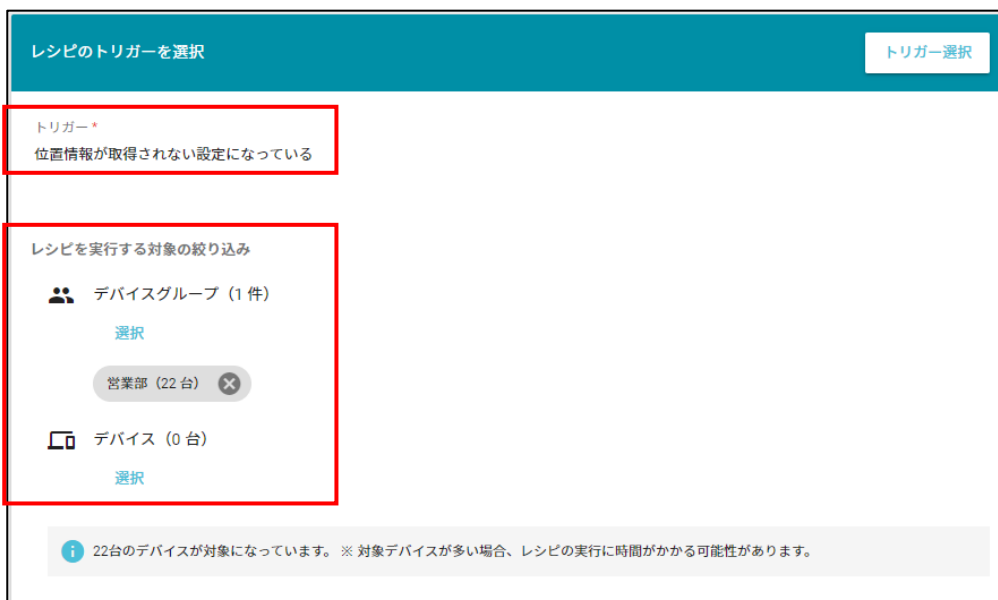 レシピのトリガーを選択
トリガー選択
トリガー *
位置情報が取得されない設定になっている
レシピを実行する対象の絞り込み
デバイスグループ（1 件）
選択
営業部（22 台）
デバイス（0 台）
選択
22台のデバイスが対象になっています。 ※ 対象デバイスが多い場合、レシピの実行に時間がかかる可能性があります。